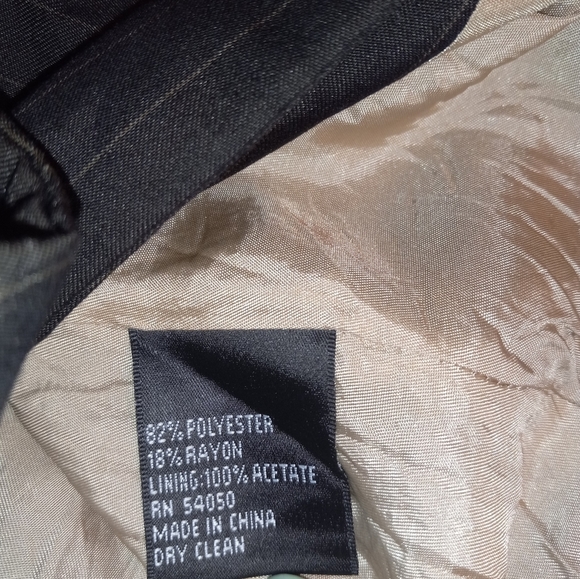 82% POLYESTER
18% RAYON
LINING:100% ACETATE
RN 54050
MADE IN CHINA
DRY CLEAN